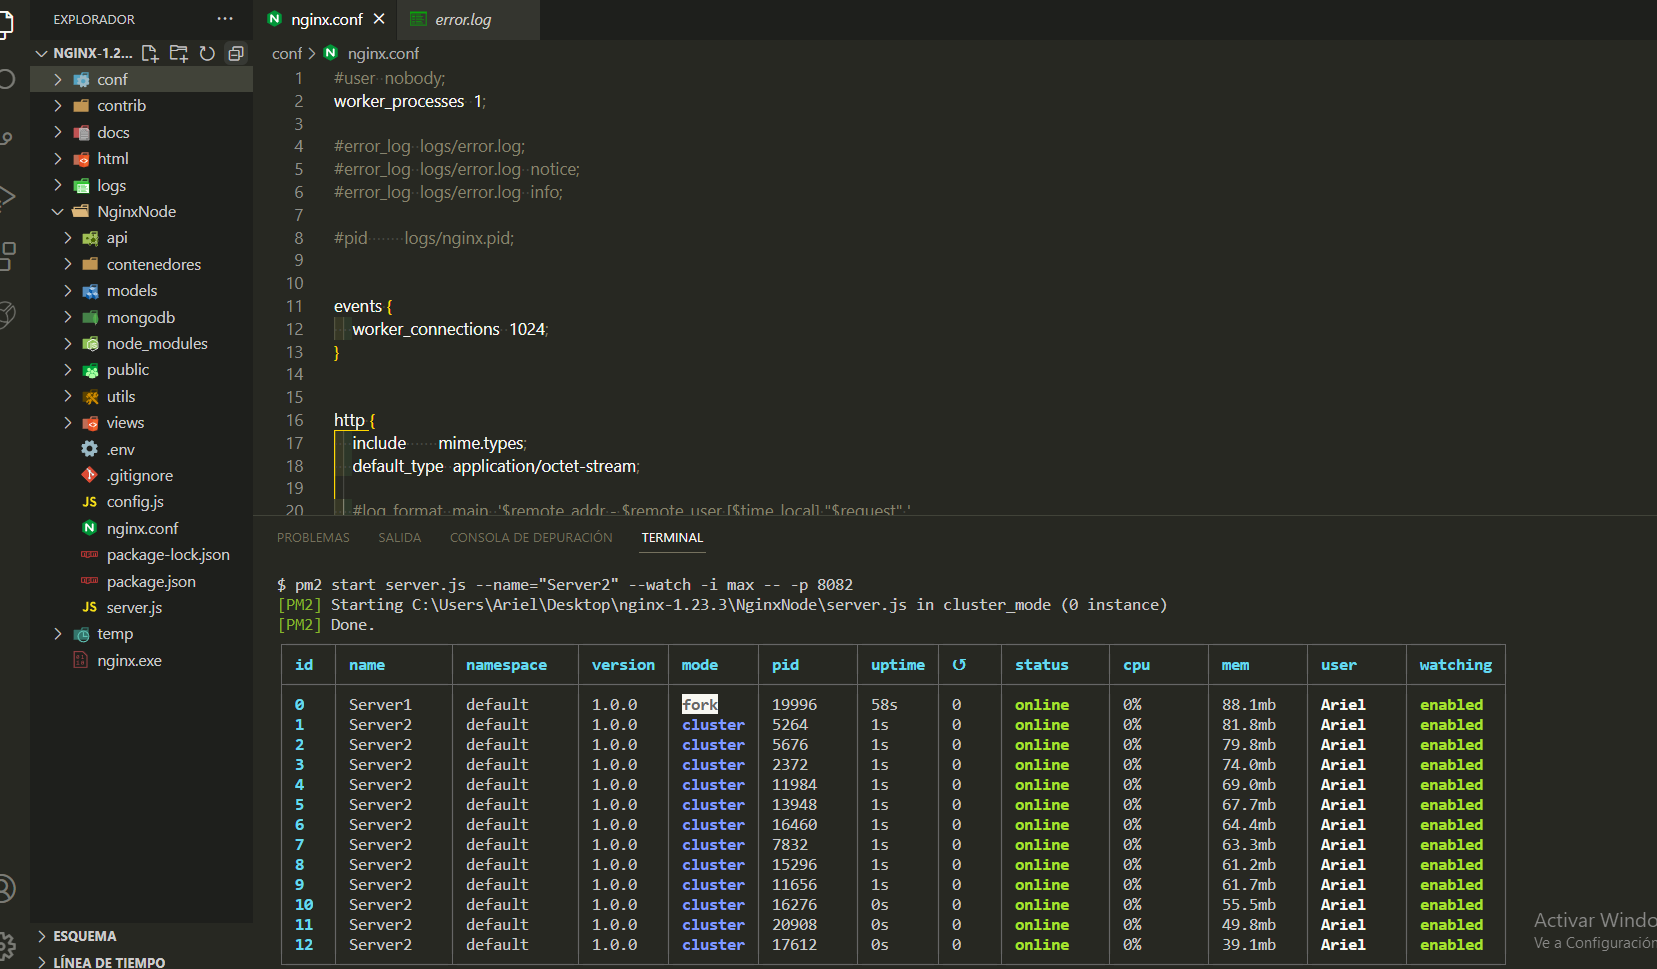 EXPLORADOR ...
NGINX-1.2...
conf
contrib
docs
html
logs
NginxNode
api
contenedores
models
mongodb
node_modules
public
utils
views
.env
.gitignore
JS config.js
nginx.conf
package-lock.json
package.json
JS server.js
temp
nginx.exe
ESQUEMA
LÍNEA DE TIEMPO
nginx.conf
error.log
conf > nginx.conf
1 #user nobody;
2 worker_processes 1;
3
4 #error_log logs/error.log;
5 #error_log logs/error.log notice;
6 #error_log logs/error.log info;
7
8 #pid logs/nginx.pid;
9
10
11 events {
12 worker_connections 1024;
13 }
14
15
16 http {
17 include mime.types;
18 default_type application/octet-stream;
19
20 #log_format main '$remote_addr - $remote_user [$time_local] "$request" '
PROBLEMAS SALIDA CONSOLA DE DEPURACIÓN TERMINAL
$ pm2 start server.js --name="Server2" --watch -i max -- -p 8082
[PM2] Starting C:\Users\Ariel\Desktop\nginx-1.23.3\NginxNode\server.js in cluster_mode (0 instance)
[PM2] Done.
id name namespace version mode pid uptime ↺ status cpu mem user watching
0 Server1 default 1.0.0 fork 19996 58s 0 online 0% 88.1mb Ariel enabled
1 Server2 default 1.0.0 cluster 5264 1s 0 online 0% 81.8mb Ariel enabled
2 Server2 default 1.0.0 cluster 5676 1s 0 online 0% 79.8mb Ariel enabled
3 Server2 default 1.0.0 cluster 2372 1s 0 online 0% 74.0mb Ariel enabled
4 Server2 default 1.0.0 cluster 11984 1s 0 online 0% 69.0mb Ariel enabled
5 Server2 default 1.0.0 cluster 13948 1s 0 online 0% 67.7mb Ariel enabled
6 Server2 default 1.0.0 cluster 16460 1s 0 online 0% 64.4mb Ariel enabled
7 Server2 default 1.0.0 cluster 7832 1s 0 online 0% 63.3mb Ariel enabled
8 Server2 default 1.0.0 cluster 15296 1s 0 online 0% 61.2mb Ariel enabled
9 Server2 default 1.0.0 cluster 11656 1s 0 online 0% 61.7mb Ariel enabled
10 Server2 default 1.0.0 cluster 16276 0s 0 online 0% 55.5mb Ariel enabled
11 Server2 default 1.0.0 cluster 20908 0s 0 online 0% 49.8mb Ariel enabled
12 Server2 default 1.0.0 cluster 17612 0s 0 online 0% 39.1mb Ariel enabled
Activar Windo
Ve a Configuración